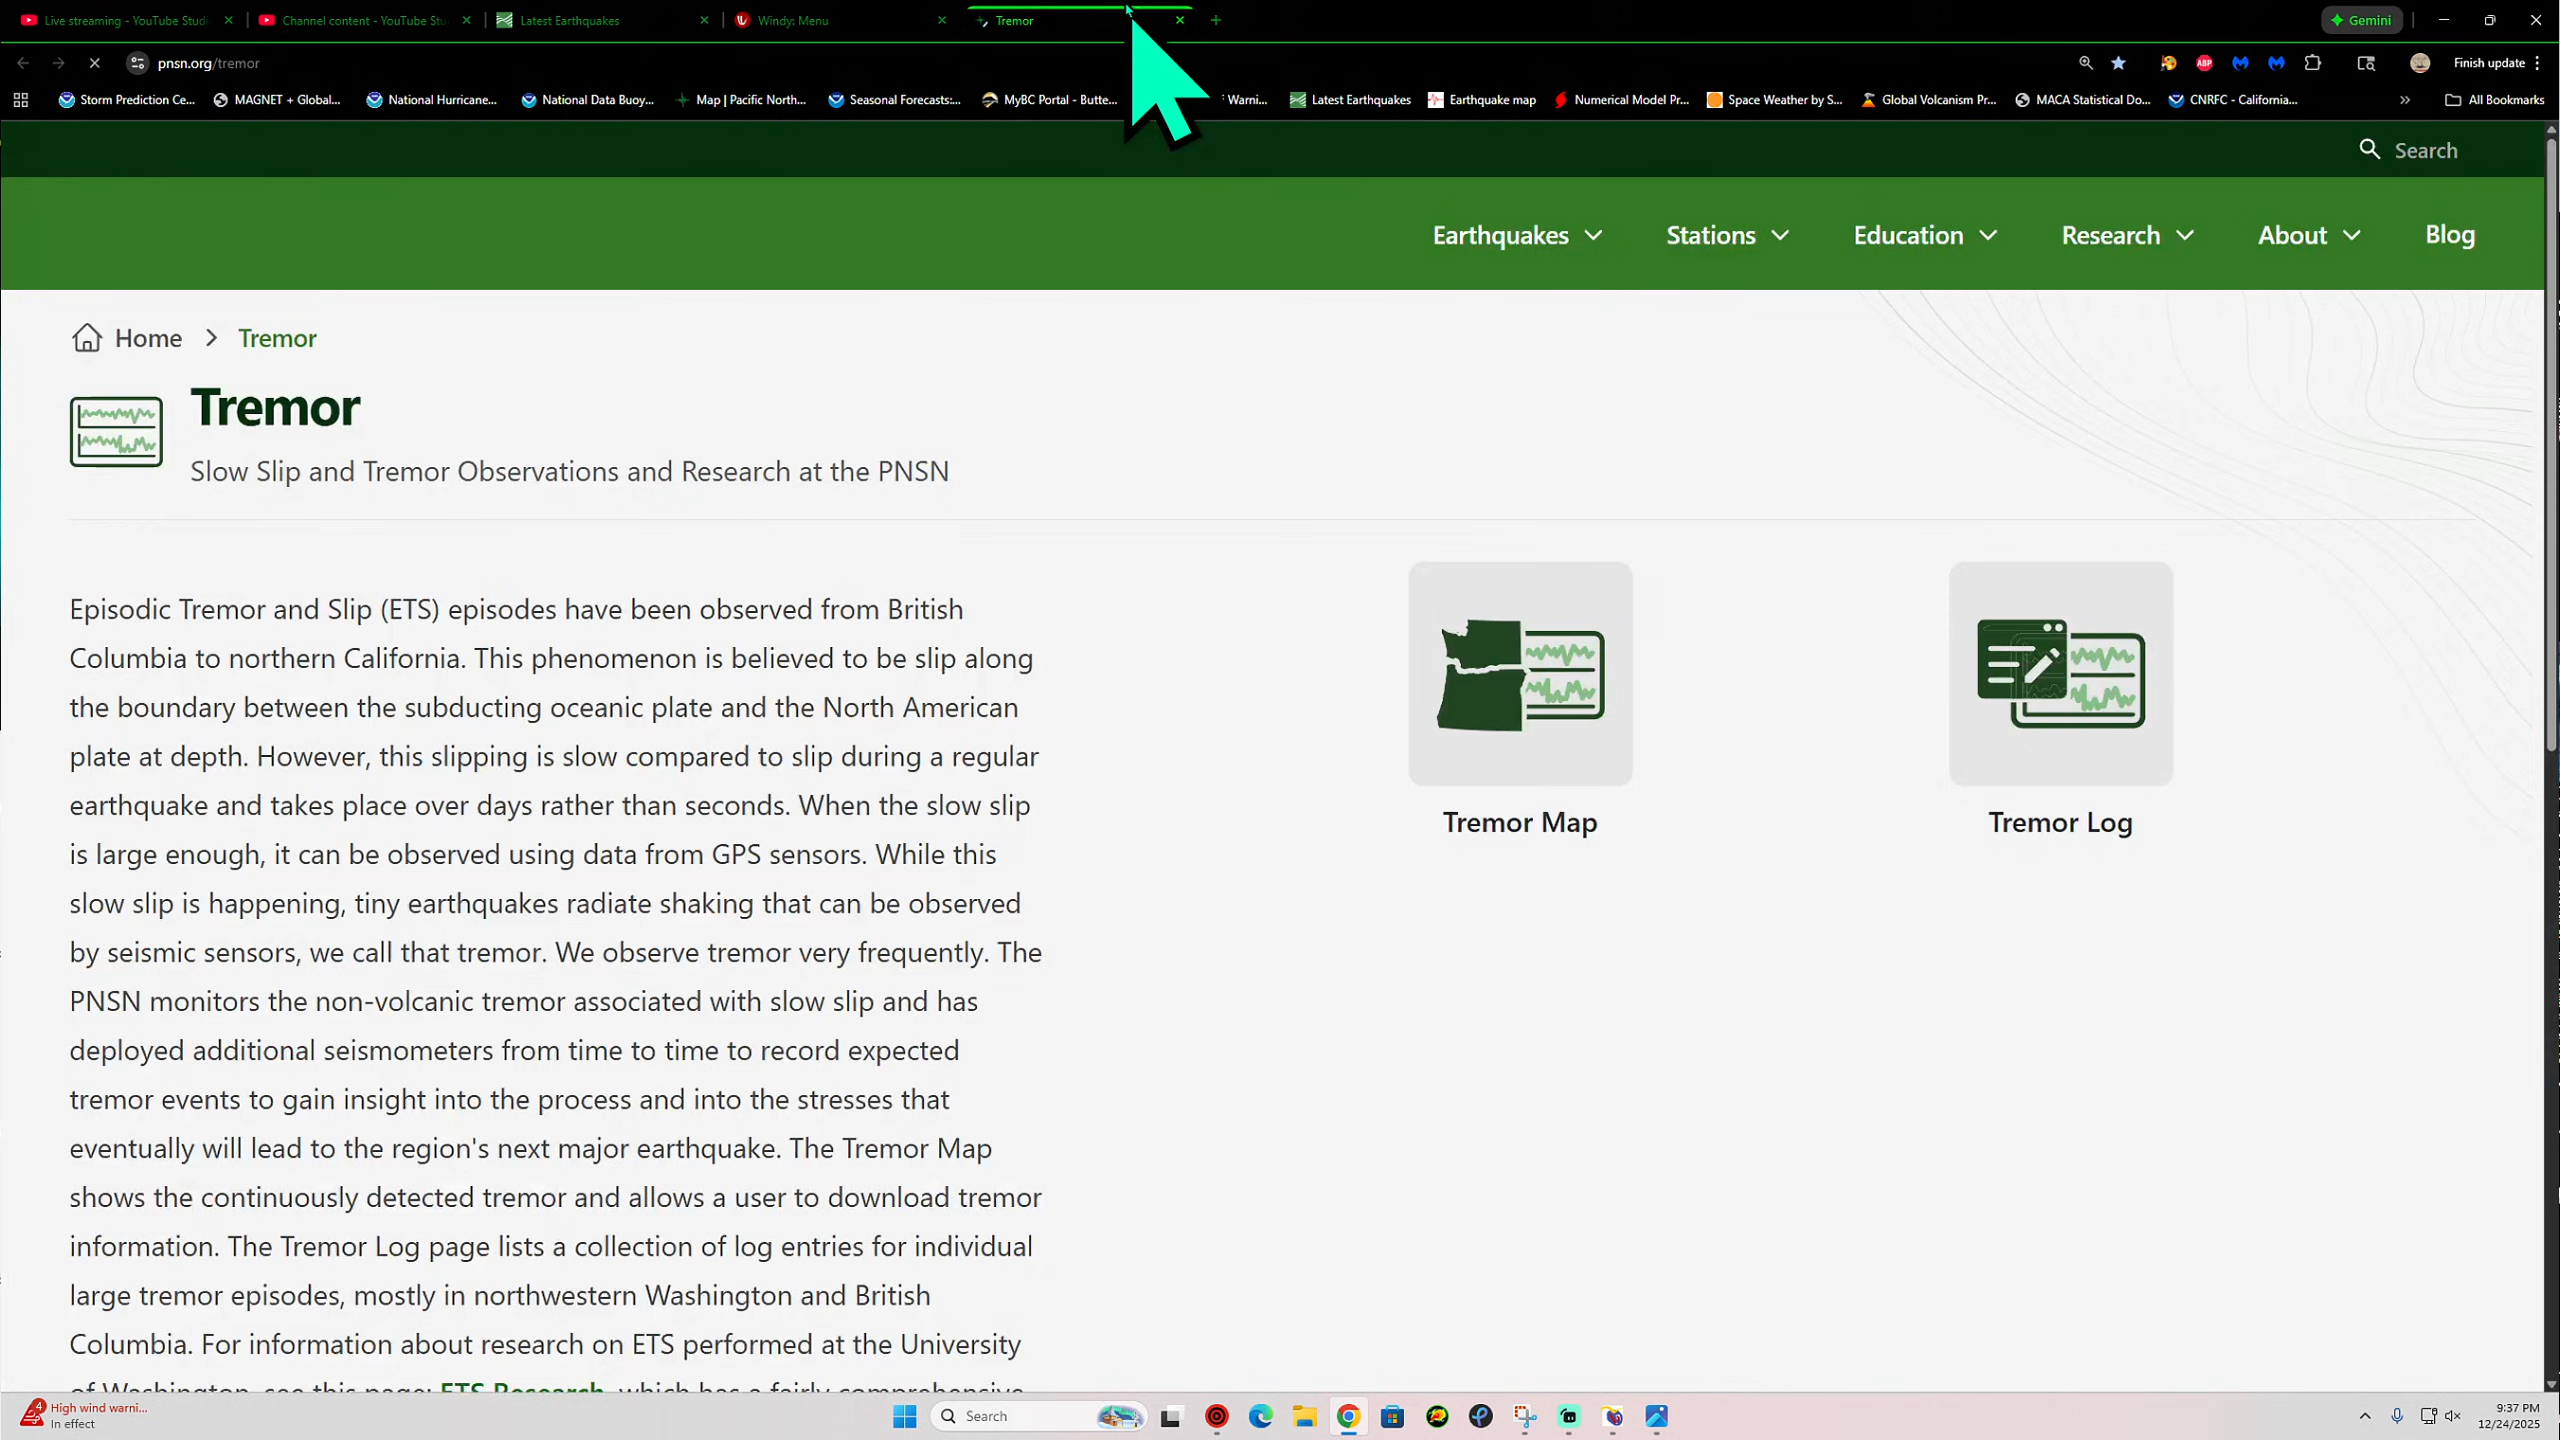 Live streaming - YouTube Studi
Channel content - YouTube Stu
Latest Earthquakes
Windy: Menu
Tremor
Gemini
pnsn.org/tremor
ABP
Finish update
Storm Prediction Ce...
MAGNET + Global...
National Hurricane...
National Data Buoy...
Map | Pacific North...
Seasonal Forecasts:...
MyBC Portal - Butte...
F Warni...
Latest Earthquakes
Earthquake map
Numerical Model Pr...
Space Weather by S...
Global Volcanism Pr...
MACA Statistical Do...
CNRFC - California...
All Bookmarks
Search
Earthquakes
Stations
Education
Research
About
Blog
Home
Tremor
Tremor
Slow Slip and Tremor Observations and Research at the PNSN
Episodic Tremor and Slip (ETS) episodes have been observed from British
Columbia to northern California. This phenomenon is believed to be slip along
the boundary between the subducting oceanic plate and the North American
plate at depth. However, this slipping is slow compared to slip during a regular
earthquake and takes place over days rather than seconds. When the slow slip
is large enough, it can be observed using data from GPS sensors. While this
slow slip is happening, tiny earthquakes radiate shaking that can be observed
by seismic sensors, we call that tremor. We observe tremor very frequently. The
PNSN monitors the non-volcanic tremor associated with slow slip and has
deployed additional seismometers from time to time to record expected
tremor events to gain insight into the process and into the stresses that
eventually will lead to the region's next major earthquake. The Tremor Map
shows the continuously detected tremor and allows a user to download tremor
information. The Tremor Log page lists a collection of log entries for individual
large tremor episodes, mostly in northwestern Washington and British
Columbia. For information about research on ETS performed at the University
of Washington, see this page: ETS Research, which has a fairly comprehensive
Tremor Map
Tremor Log
4
High wind warni...
In effect
Search
9:37 PM
12/24/2025